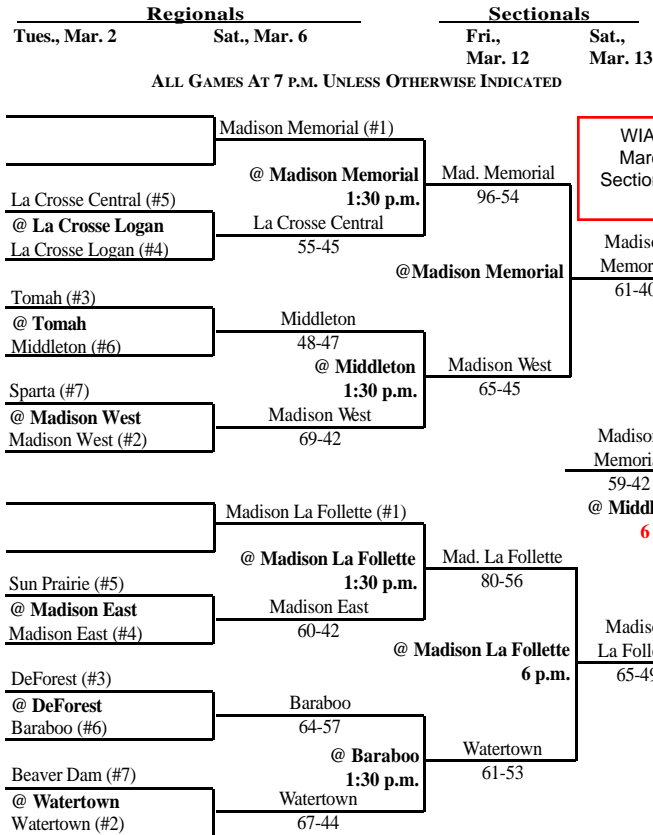 Regionals
Sectionals
Tues., Mar. 2
Sat., Mar. 6
Fri.,
Mar. 12
Sat.,
Mar. 13
ALL GAMES AT 7 P.M. UNLESS OTHERWISE INDICATED
Madison Memorial (#1)
@ Madison Memorial
1:30 p.m.
La Crosse Central (#5)
@ La Crosse Logan
La Crosse Logan (#4)
La Crosse Central
55-45
Mad. Memorial
96-54
@Madison Memorial
Tomah (#3)
@ Tomah
Middleton (#6)
Middleton
48-47
@ Middleton
1:30 p.m.
Sparta (#7)
@ Madison West
Madison West (#2)
Madison West
69-42
Madison West
65-45
61-40
59-42
6
Madison La Follette (#1)
@ Madison La Follette
1:30 p.m.
Sun Prairie (#5)
@ Madison East
Madison East (#4)
Madison East
60-42
Mad. La Follette
80-56
@ Madison La Follette
6 p.m.
La
65-49
DeForest (#3)
@ DeForest
Baraboo (#6)
Baraboo
64-57
@ Baraboo
1:30 p.m.
Beaver Dam (#7)
@ Watertown
Watertown (#2)
Watertown
67-44
Watertown
61-53